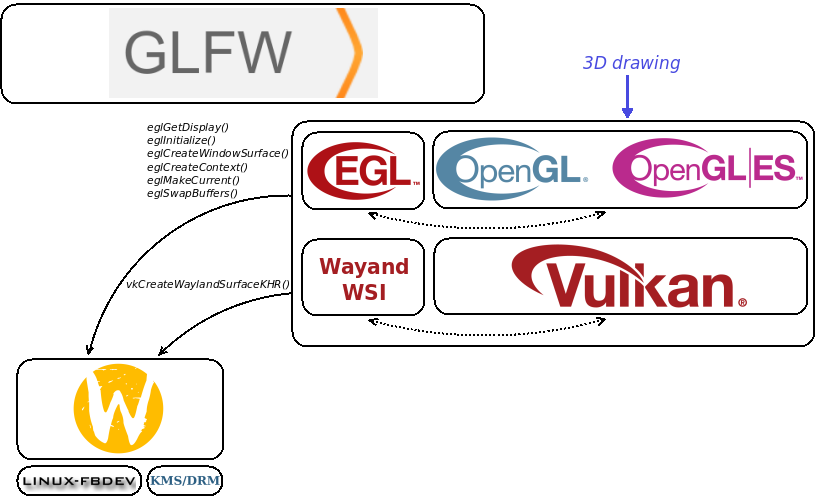 GLFW
3D drawing
eglGetDisplay()
eglInitialize()
eglCreateWindowSurface()
eglCreateContext()
eglMakeCurrent()
eglSwapBuffers()
EGL™
OpenGL®
OpenGL|ES™
vkCreateWaylandSurfaceKHR()
Wayand
WSI
Vulkan®
W
LINUX-FBDEV
KMS/DRM